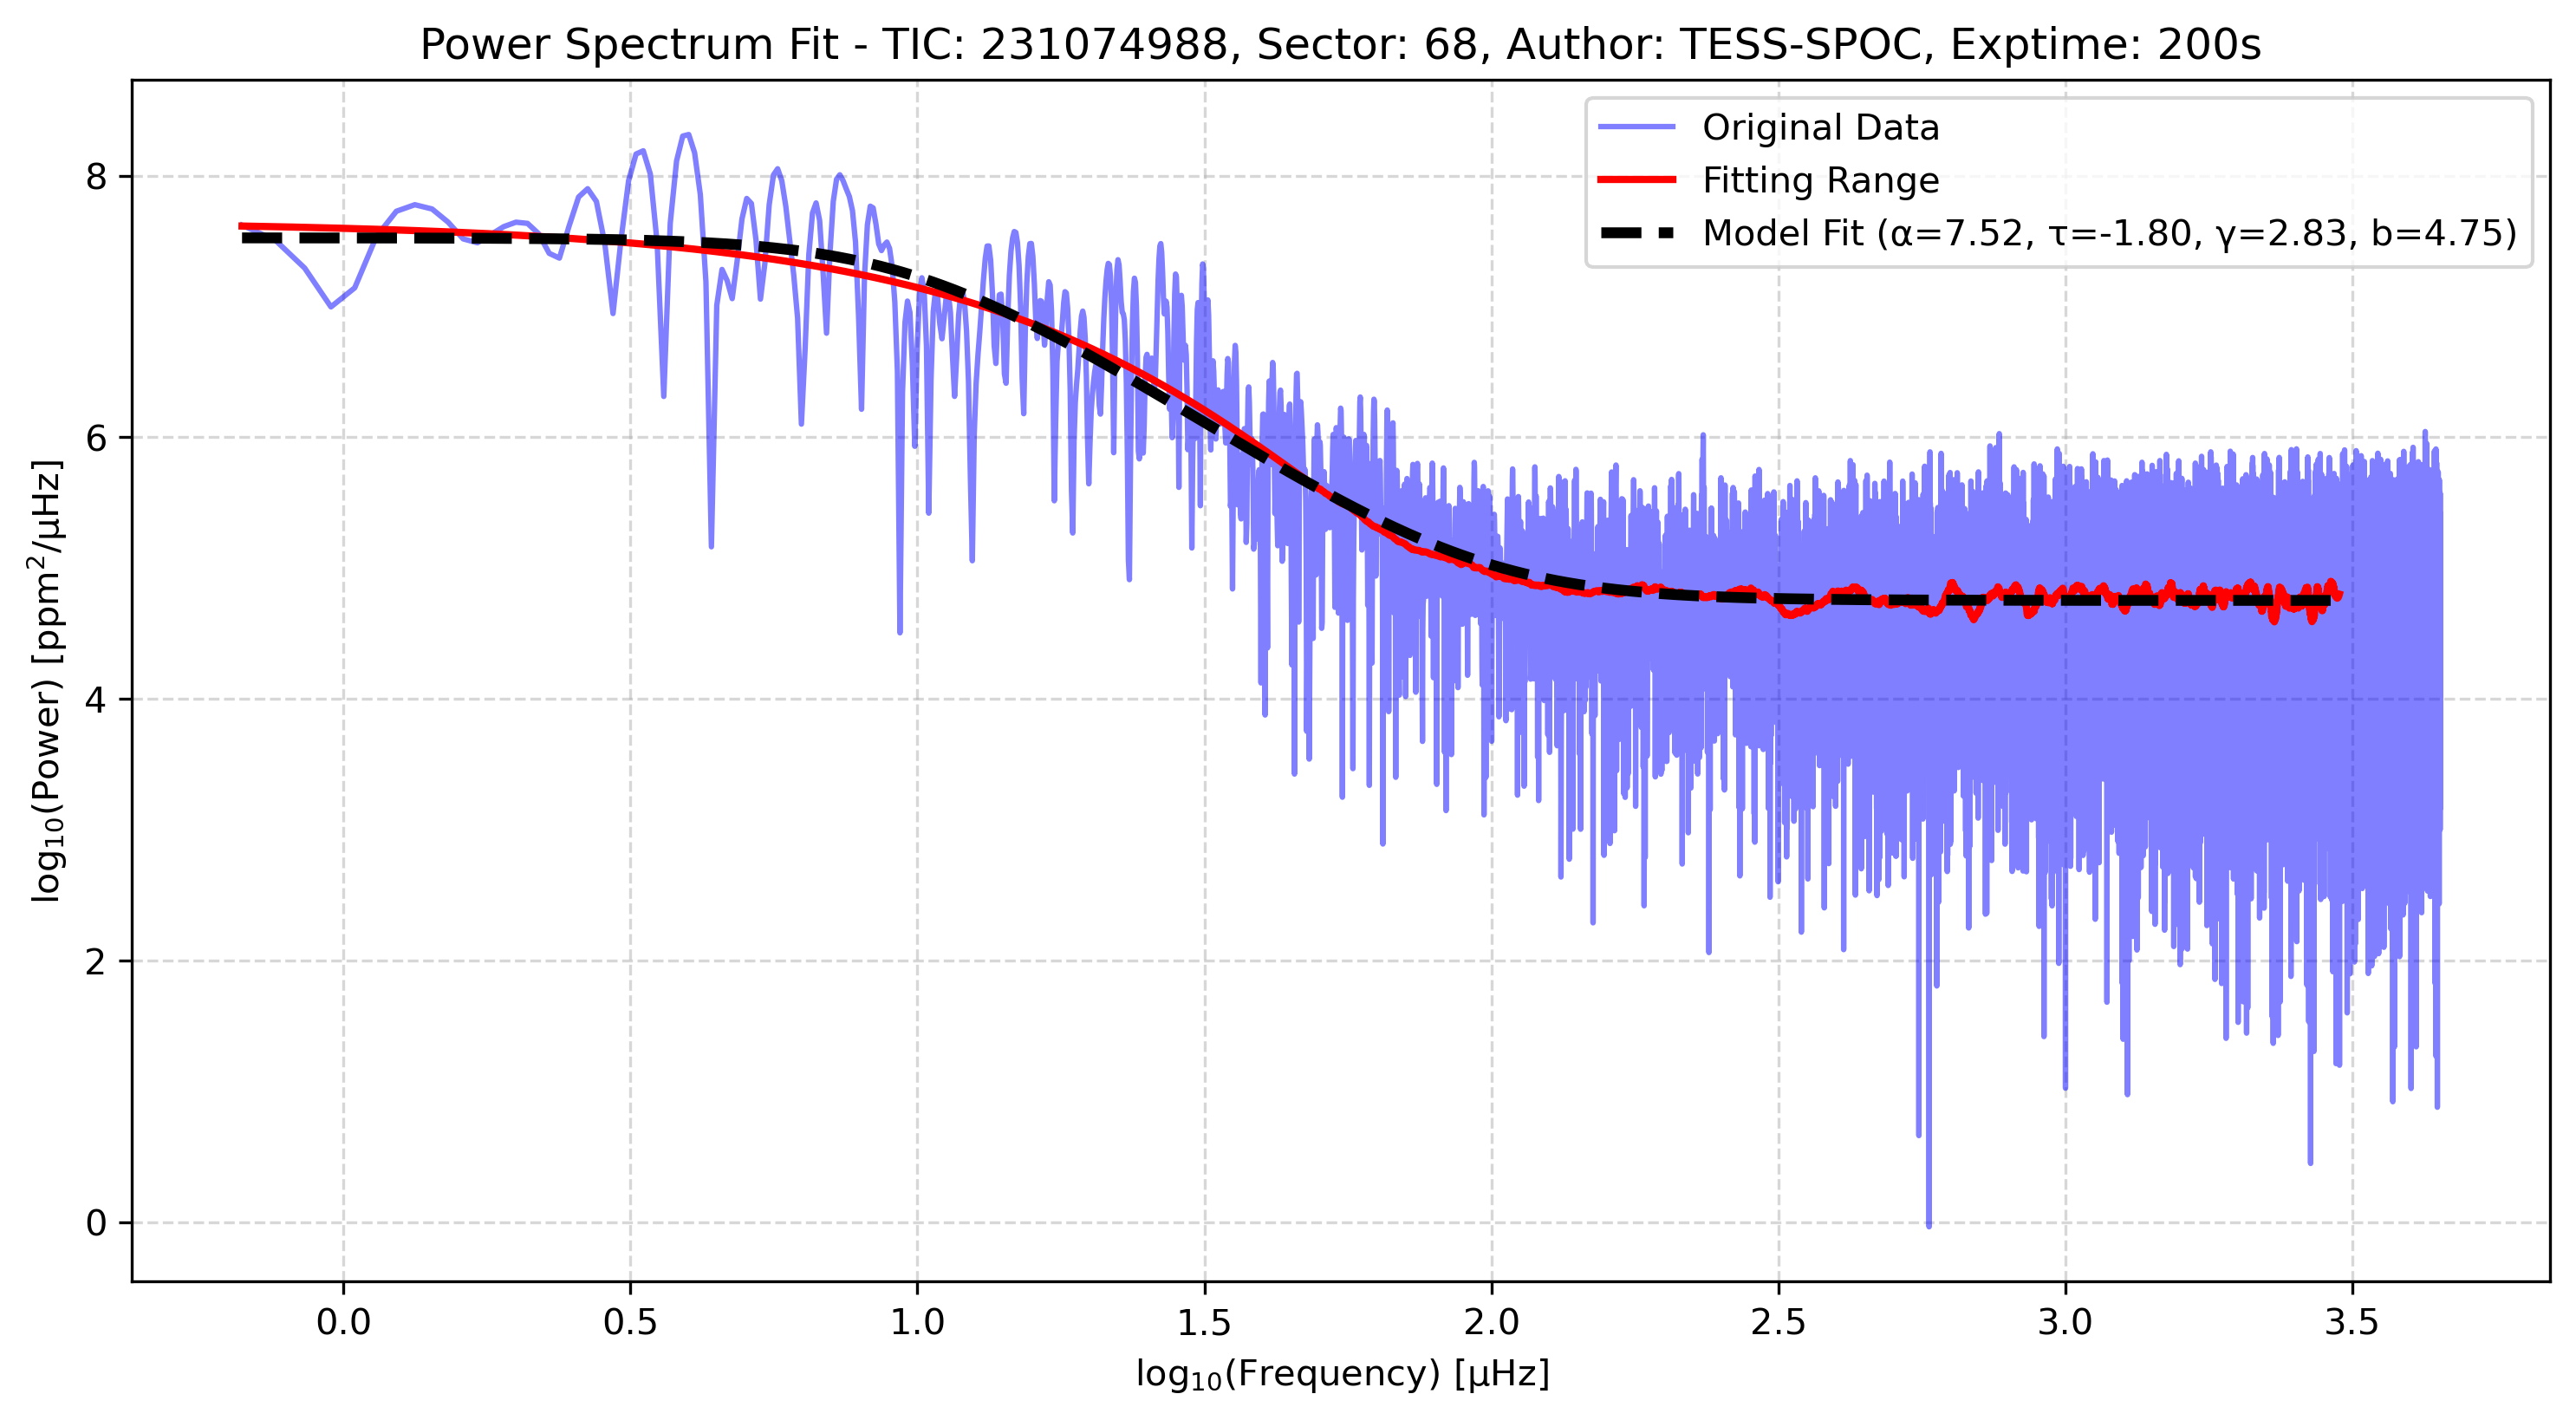 Power Spectrum Fit - TIC: 231074988, Sector: 68, Author: TESS-SPOC, Exptime: 200s
Original Data
Fitting Range
Model Fit (α=7.52, τ=-1.80, γ=2.83, b=4.75)
log₁₀(Power) [ppm²/μHz]
8
6
4
2
0
0.0 0.5 1.0 1.5 2.0 2.5 3.0 3.5
log₁₀(Frequency) [μHz]